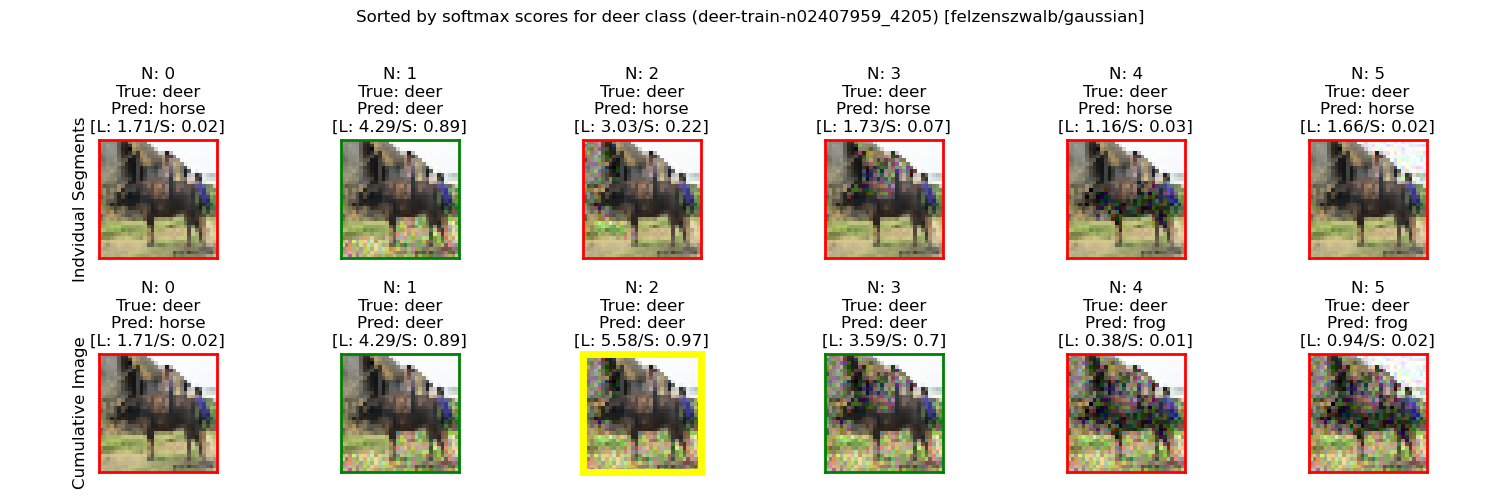 Sorted by softmax scores for deer class (deer-train-n02407959_4205) [felzenszwalb/gaussian]
Indvidual Segments
N: 0
True: deer
Pred: horse
[L: 1.71/S: 0.02]
N: 1
True: deer
Pred: deer
[L: 4.29/S: 0.89]
N: 2
True: deer
Pred: horse
[L: 3.03/S: 0.22]
N: 3
True: deer
Pred: horse
[L: 1.73/S: 0.07]
N: 4
True: deer
Pred: horse
[L: 1.16/S: 0.03]
N: 5
True: deer
Pred: horse
[L: 1.66/S: 0.02]
Cumulative Image
N: 0
True: deer
Pred: horse
[L: 1.71/S: 0.02]
N: 1
True: deer
Pred: deer
[L: 4.29/S: 0.89]
N: 2
True: deer
Pred: deer
[L: 5.58/S: 0.97]
N: 3
True: deer
Pred: deer
[L: 3.59/S: 0.7]
N: 4
True: deer
Pred: frog
[L: 0.38/S: 0.01]
N: 5
True: deer
Pred: frog
[L: 0.94/S: 0.02]